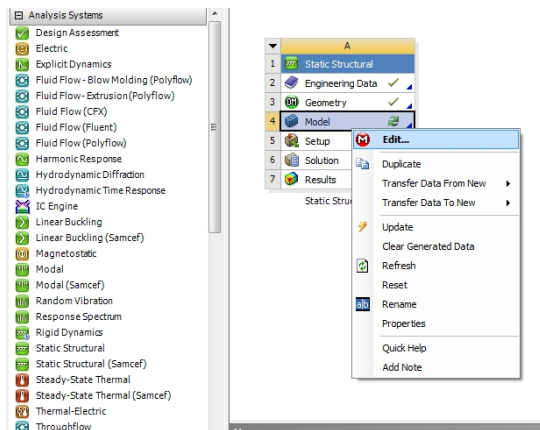 Analysis Systems
Design Assessment
Electric
Explicit Dynamics
Fluid Flow - Blow Molding (Polyflow)
Fluid Flow - Extrusion (Polyflow)
Fluid Flow (CFX)
Fluid Flow (Fluent)
Fluid Flow (Polyflow)
Harmonic Response
Hydrodynamic Diffraction
Hydrodynamic Time Response
IC Engine
Linear Buckling
Linear Buckling (Samcef)
Magnetostatic
Modal
Modal (Samcef)
Random Vibration
Response Spectrum
Rigid Dynamics
Static Structural
Static Structural (Samcef)
Steady-State Thermal
Steady-State Thermal (Samcef)
Thermal-Electric
Throughflow
A
1 Static Structural
2 Engineering Data
3 Geometry
4 Model
5 Setup
6 Solution
7 Results
Static Stru
Edit...
Duplicate
Transfer Data From New
Transfer Data To New
Update
Clear Generated Data
Refresh
Reset
a|b Rename
Properties
Quick Help
Add Note